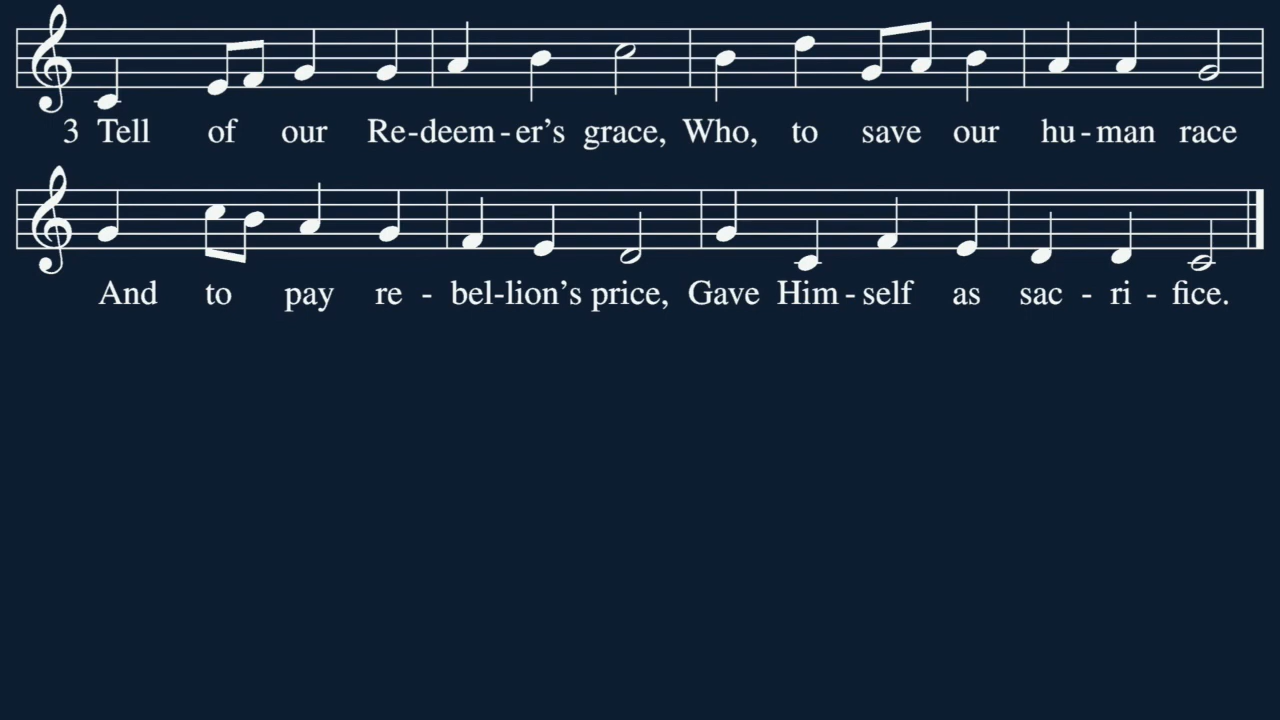 3 Tell of our Re-deem-er’s grace, Who, to save our hu-man race
And to pay re - bel-lion’s price, Gave Him-self as sac - ri - fice.